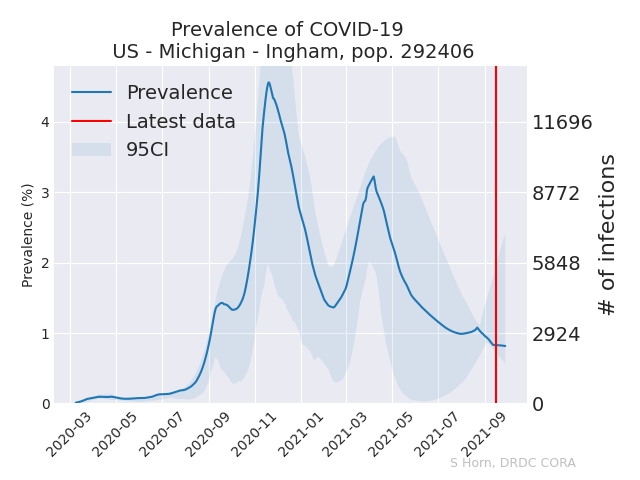 Prevalence of COVID-19
US - Michigan - Ingham, pop. 292406
Prevalence
Latest data
95CI
Prevalence (%)
4
3
2
1
0
11696
8772
5848
2924
0
# of infections
2020-03
2020-05
2020-07
2020-09
2020-11
2021-01
2021-03
2021-05
2021-07
2021-09
S Horn, DRDC CORA